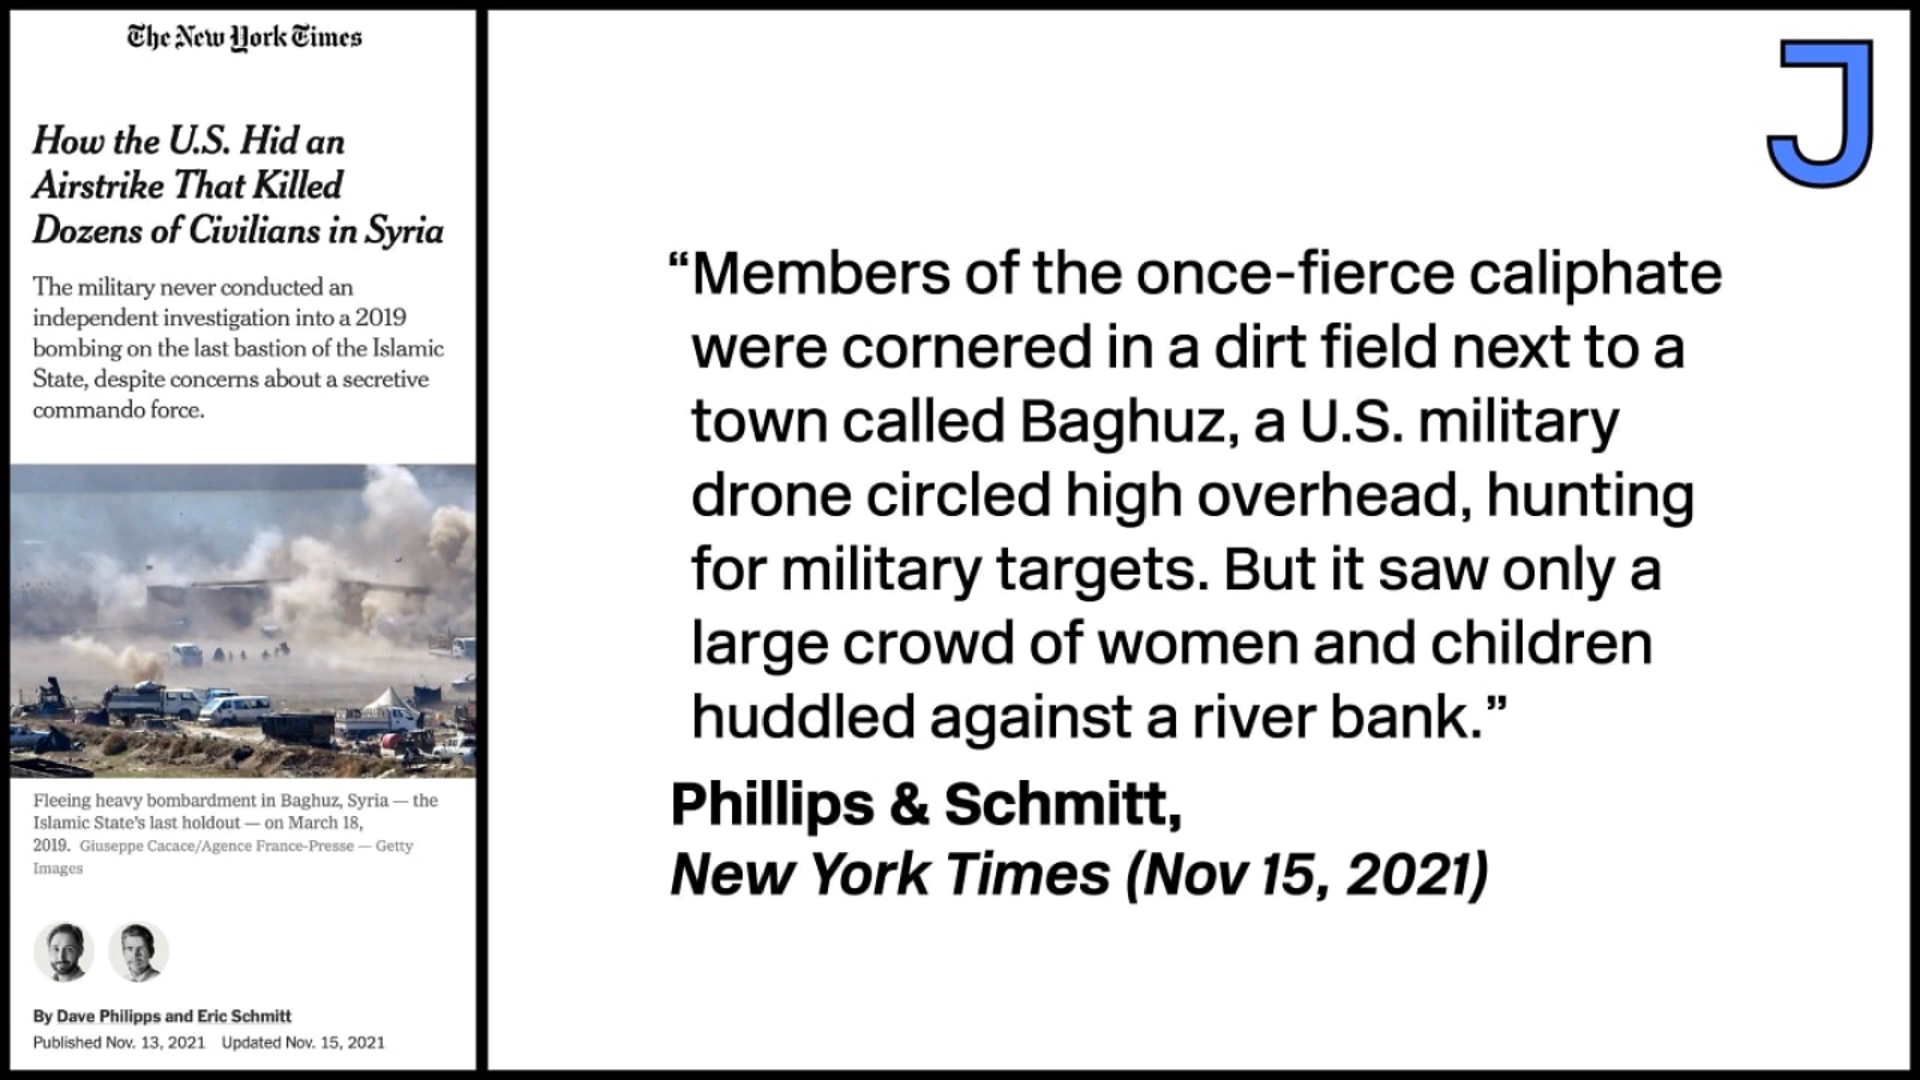 The New York Times
How the U.S. Hid an
Airstrike That Killed
Dozens of Civilians in Syria
The military never conducted an
independent investigation into a 2019
bombing on the last bastion of the Islamic
State, despite concerns about a secretive
commando force.
Fleeing heavy bombardment in Baghuz, Syria — the
Islamic State's last holdout — on March 18,
2019. Giuseppe Cacace/Agence France-Presse — Getty
Images
By Dave Philipps and Eric Schmitt
Published Nov. 13, 2021 Updated Nov. 15, 2021
J
“Members of the once-fierce caliphate
were cornered in a dirt field next to a
town called Baghuz, a U.S. military
drone circled high overhead, hunting
for military targets. But it saw only a
large crowd of women and children
huddled against a river bank.”
Phillips & Schmitt,
New York Times (Nov 15, 2021)